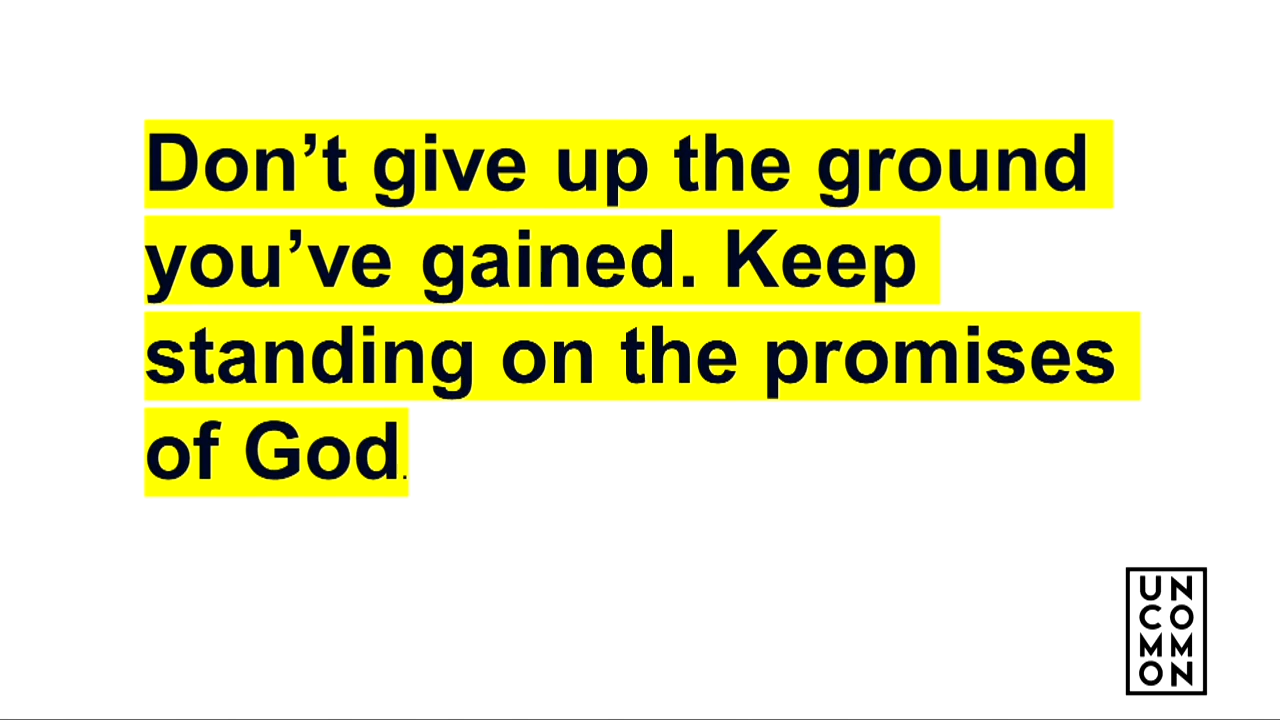 Don’t give up the ground
you’ve gained. Keep
standing on the promises
of God.
UN
CO
MM
ON